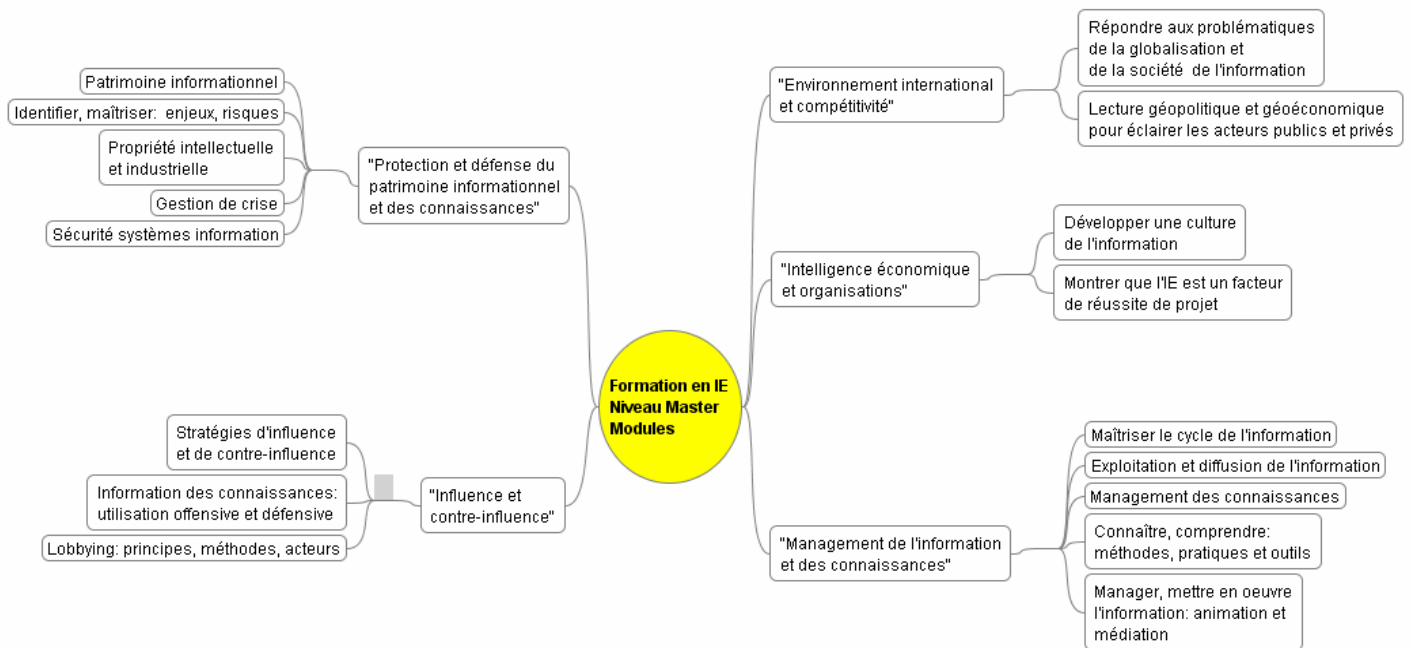 Formation en IE
Niveau Master
Modules
"Protection et défense du
patrimoine informationnel
et des connaissances"
Patrimoine informationnel
Identifier, maîtriser:  enjeux, risques
Propriété intellectuelle
et industrielle
Gestion de crise
Sécurité systèmes information
"Influence et
contre-influence"
Stratégies d'influence
et de contre-influence
Information des connaissances:
utilisation offensive et défensive
Lobbying: principes, méthodes, acteurs
"Environnement international
et compétitivité"
Répondre aux problématiques
de la globalisation et
de la société  de l'information
Lecture géopolitique et géoéconomique
pour éclairer les acteurs publics et privés
"Intelligence économique
et organisations"
Développer une culture
de l'information
Montrer que l'IE est un facteur
de réussite de projet
"Management de l'information
et des connaissances"
Maîtriser le cycle de l'information
Exploitation et diffusion de l'information
Management des connaissances
Connaître, comprendre:
méthodes, pratiques et outils
Manager, mettre en oeuvre
l'information: animation et
médiation